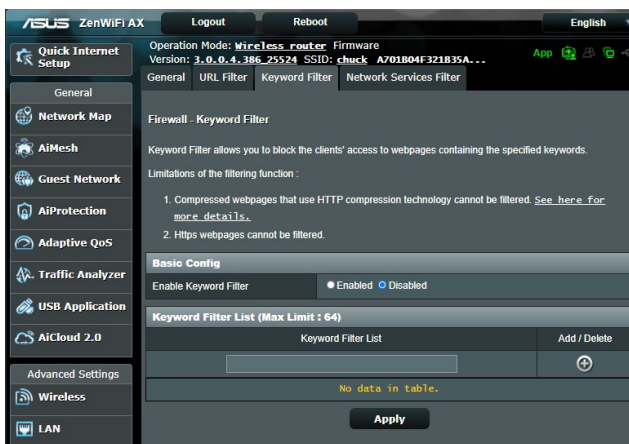 ASUS ZenWiFi AX Logout Reboot English
Quick Internet Setup
General
Network Map
AiMesh
Guest Network
AiProtection
Adaptive QoS
Traffic Analyzer
USB Application
AiCloud 2.0
Advanced Settings
Wireless
LAN
Operation Mode: Wireless router Firmware
Version: 3.0.0.4.386_25524 SSID: chuck A701B04F321B35A...
App
General URL Filter Keyword Filter Network Services Filter
Firewall - Keyword Filter
Keyword Filter allows you to block the clients' access to webpages containing the specified keywords.
Limitations of the filtering function :
1. Compressed webpages that use HTTP compression technology cannot be filtered. See here for
more details.
2. Https webpages cannot be filtered.
Basic Config
Enable Keyword Filter Enabled Disabled
Keyword Filter List (Max Limit : 64)
Keyword Filter List Add / Delete
No data in table.
Apply